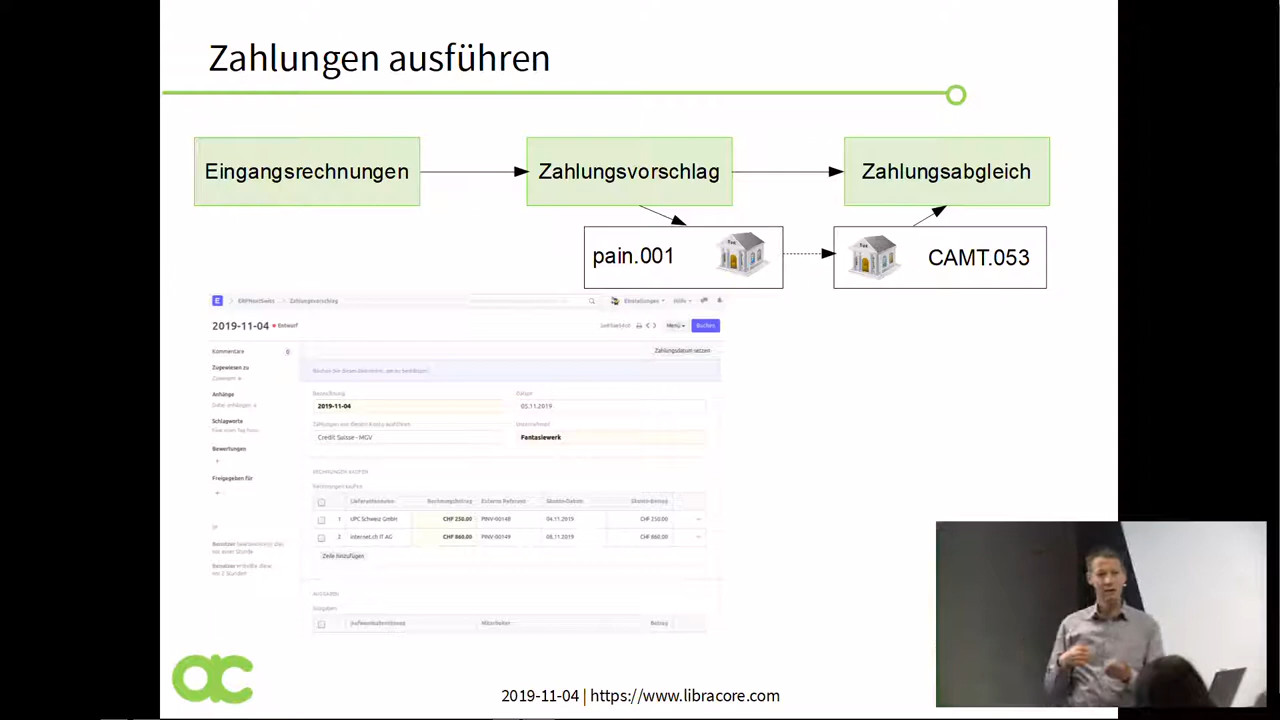 Zahlungen ausführen
Eingangsrechnungen
Zahlungsvorschlag
Zahlungsabgleich
pain.001
CAMT.053
ERPNextSwiss
Zahlungsvorschlag
Einstellungen
Hilfe
2019-11-04
Entwurf
Menü
Buchen
Kommentare
0
Zahlungsdatum setzen
Zugewiesen zu
Anhänge
Schlagworte
Bewertungen
Freigegeben für
Bezeichnung
Datum
2019-11-04
05.11.2019
Credit Suisse - MGV
Fantasiewerk
Lieferantenname
Rechnungsbetrag
Externe Referenz
Skonto-Datum
Skonto-Betrag
1 UPC Schweiz GmbH CHF 250.00 PINV-00148 04.11.2019 CHF 250.00
2 internet.ch IT AG CHF 860.00 PINV-00149 08.11.2019 CHF 860.00
Zeile hinzufügen
AUSGABEN
Ausgaben
Mitarbeiter
Betrag
ac
2019-11-04 | https://www.libracore.com